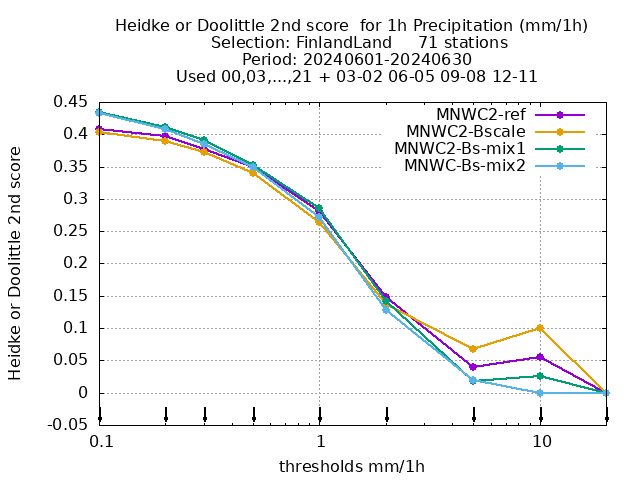 Heidke or Doolittle 2nd score  for 1h Precipitation (mm/1h)
Selection: FinlandLand     71 stations
Period: 20240601-20240630
Used 00,03,...,21 + 03-02 06-05 09-08 12-11
Heidke or Doolittle 2nd score
0.45
0.4
0.35
0.3
0.25
0.2
0.15
0.1
0.05
0
-0.05
MNWC2-ref
MNWC2-Bscale
MNWC2-Bs-mix1
MNWC-Bs-mix2
0.1 1 10
thresholds mm/1h